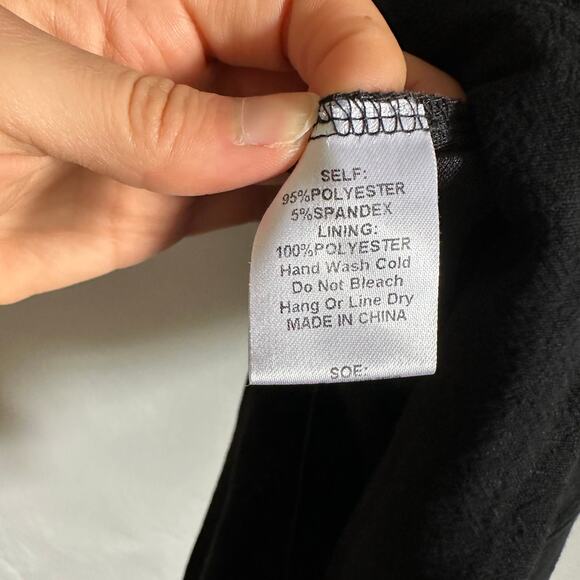 SELF:
95%POLYESTER
5%SPANDEX
LINING:
100%POLYESTER
Hand Wash Cold
Do Not Bleach
Hang Or Line Dry
MADE IN CHINA
SOE: